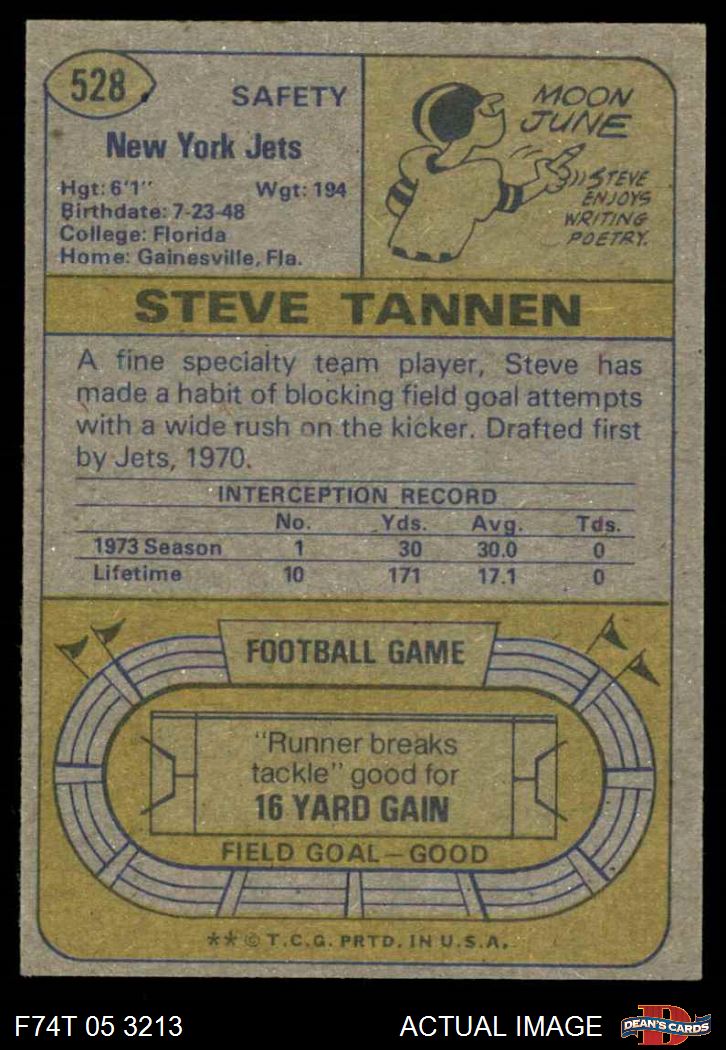 528
SAFETY
New York Jets
Hgt: 6'1" Wgt: 194
Birthdate: 7-23-48
College: Florida
Home: Gainesville, Fla.
MOON
JUNE
STEVE
ENJOYS
WRITING
POETRY.
STEVE TANNEN
A fine specialty team player, Steve has
made a habit of blocking field goal attempts
with a wide rush on the kicker. Drafted first
by Jets, 1970.
INTERCEPTION RECORD
No. Yds. Avg. Tds.
1973 Season 1 30 30.0 0
Lifetime 10 171 17.1 0
FOOTBALL GAME
"Runner breaks
tackle" good for
16 YARD GAIN
FIELD GOAL—GOOD
** © T.C.G. PRTD. IN U.S.A.
F74T 05 3213 ACTUAL IMAGE
D
DEAN'S CARDS